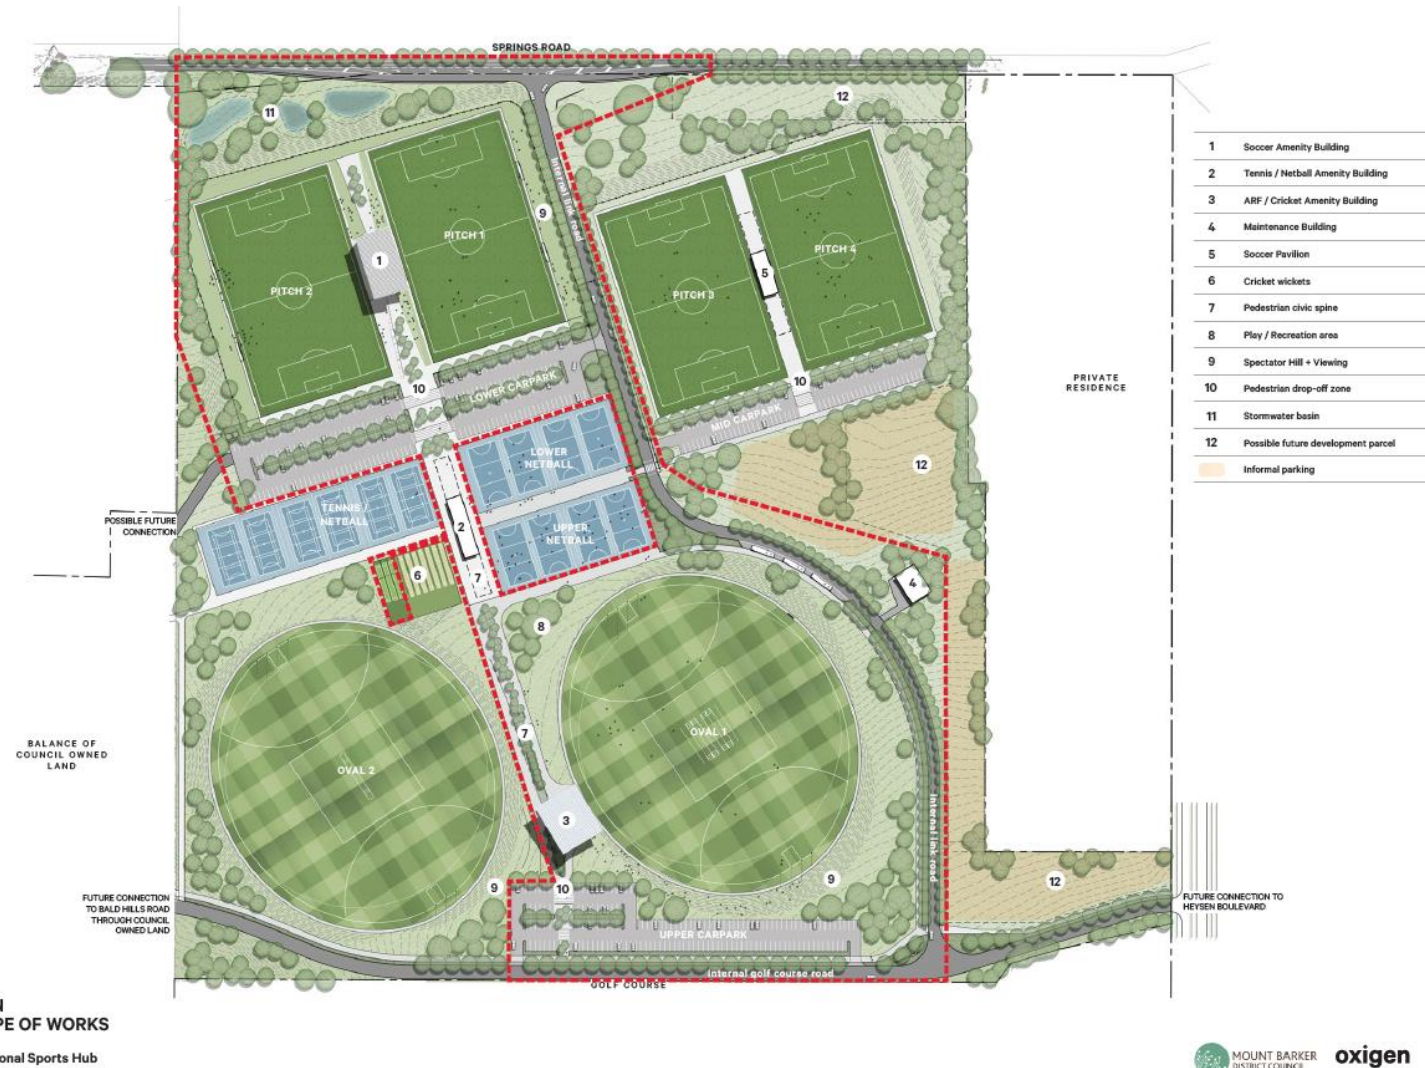 SPRINGS ROAD
11
12
Internal link road
9
PITCH 1
1
PITCH 2
PITCH 4
5
PITCH 3
10
LOWER CARPARK
10
MID CARPARK
PRIVATE
RESIDENCE
LOWER
NETBALL
12
TENNIS /
NETBALL
POSSIBLE FUTURE
CONNECTION
2
UPPER
NETBALL
6
7
4
8
7
OVAL 1
BALANCE OF
COUNCIL OWNED
LAND
OVAL 2
3
Internal link road
9
10
9
12
FUTURE CONNECTION
TO BALD HILLS ROAD
THROUGH COUNCIL
OWNED LAND
FUTURE CONNECTION TO
HEYSEN BOULEVARD
UPPER CARPARK
Internal golf course road
GOLF COURSE
1 Soccer Amenity Building
2 Tennis / Netball Amenity Building
3 ARF / Cricket Amenity Building
4 Maintenance Building
5 Soccer Pavilion
6 Cricket wickets
7 Pedestrian civic spine
8 Play / Recreation area
9 Spectator Hill + Viewing
10 Pedestrian drop-off zone
11 Stormwater basin
12 Possible future development parcel
Informal parking
N
PE OF WORKS
onal Sports Hub
MOUNT BARKER
DISTRICT COUNCIL
oxigen